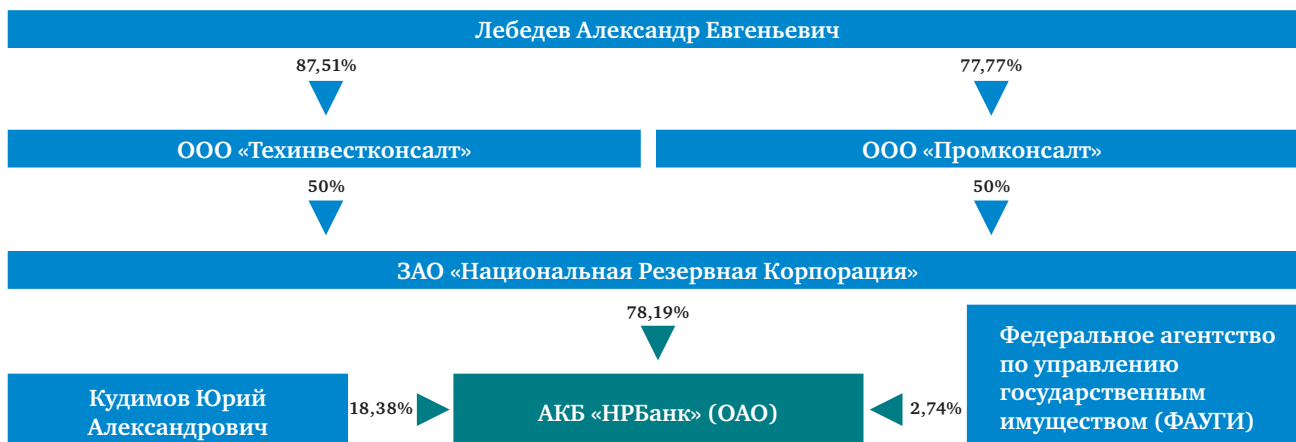 Лебедев Александр Евгеньевич
87,51%
77,77%
ООО «Техинвестконсалт»
ООО «Промконсалт»
50%
50%
ЗАО «Национальная Резервная Корпорация»
78,19%
Кудимов Юрий
Александрович
18,38%
АКБ «НРБанк» (ОАО)
2,74%
Федеральное агентство
по управлению
государственным
имуществом (ФАУГИ)